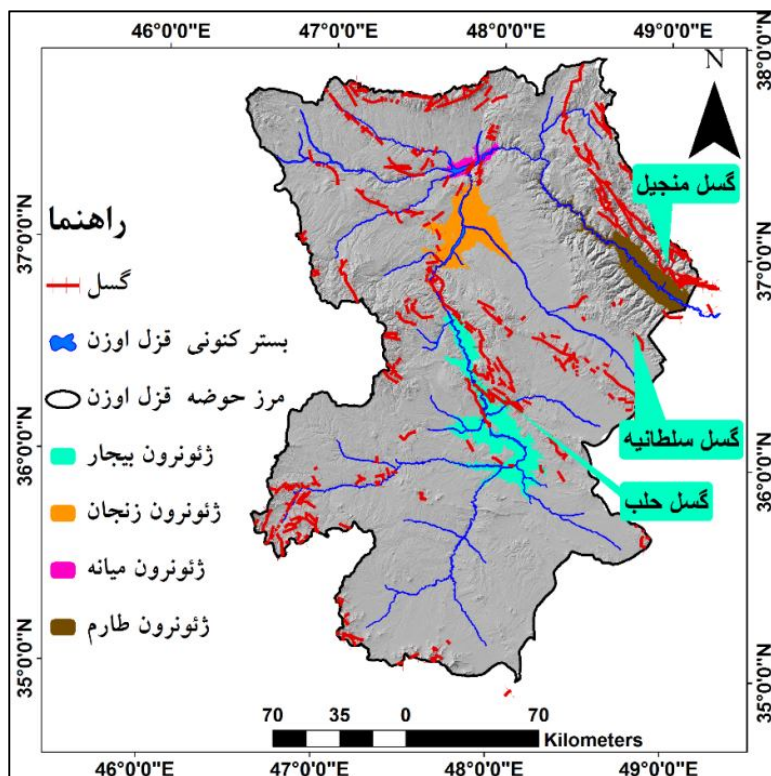 46°0'0"E 47°0'0"E 48°0'0"E 49°0'0"E
38°0'0"N
N
گسل منجیل
37°0'0"N
37°0'0"N
راهنما
گسل
بستر کنونی قزل اوزن
مرز حوضه قزل اوزن
ژئونرون بیجار
ژئونرون زنجان
ژئونرون میانه
ژئونرون طارم
گسل سلطانیه
گسل حلب
36°0'0"N
36°0'0"N
35°0'0"N
35°0'0"N
70 35 0 70
Kilometers
46°0'0"E 47°0'0"E 48°0'0"E 49°0'0"E